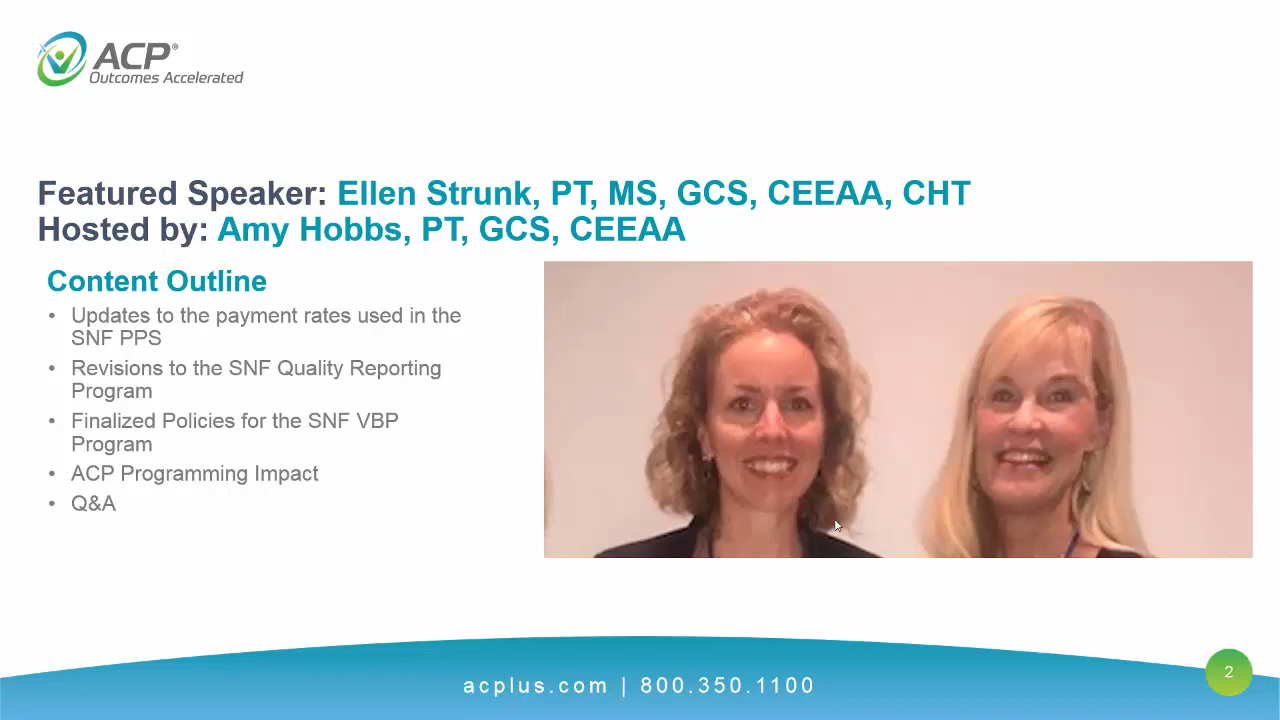 ACP®
Outcomes Accelerated
Featured Speaker: Ellen Strunk, PT, MS, GCS, CEEAA, CHT
Hosted by: Amy Hobbs, PT, GCS, CEEAA
Content Outline
• Updates to the payment rates used in the
SNF PPS
• Revisions to the SNF Quality Reporting
Program
• Finalized Policies for the SNF VBP
Program
• ACP Programming Impact
• Q&A
acplus.com | 800.350.1100
2